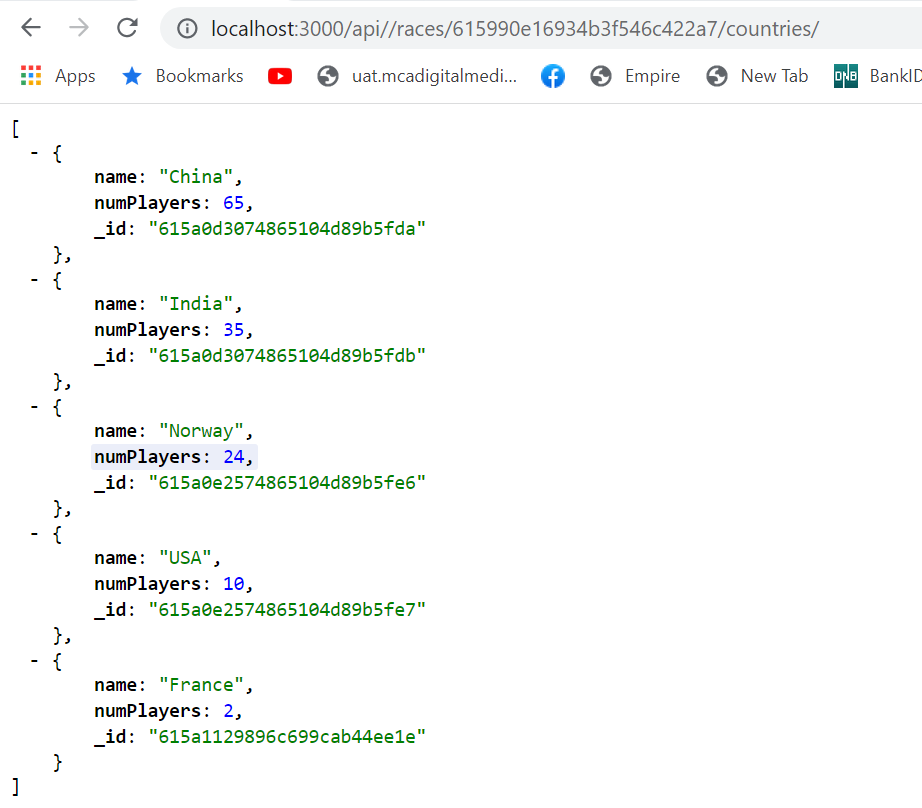 localhost:3000/api//races/615990e16934b3f546c422a7/countries/
Apps Bookmarks uat.mcadigitalmedi... Empire New Tab DNB BankID
[
- {
name: "China",
numPlayers: 65,
_id: "615a0d3074865104d89b5fda"
},
- {
name: "India",
numPlayers: 35,
_id: "615a0d3074865104d89b5fdb"
},
- {
name: "Norway",
numPlayers: 24,
_id: "615a0e2574865104d89b5fe6"
},
- {
name: "USA",
numPlayers: 10,
_id: "615a0e2574865104d89b5fe7"
},
- {
name: "France",
numPlayers: 2,
_id: "615a1129896c699cab44ee1e"
}
]